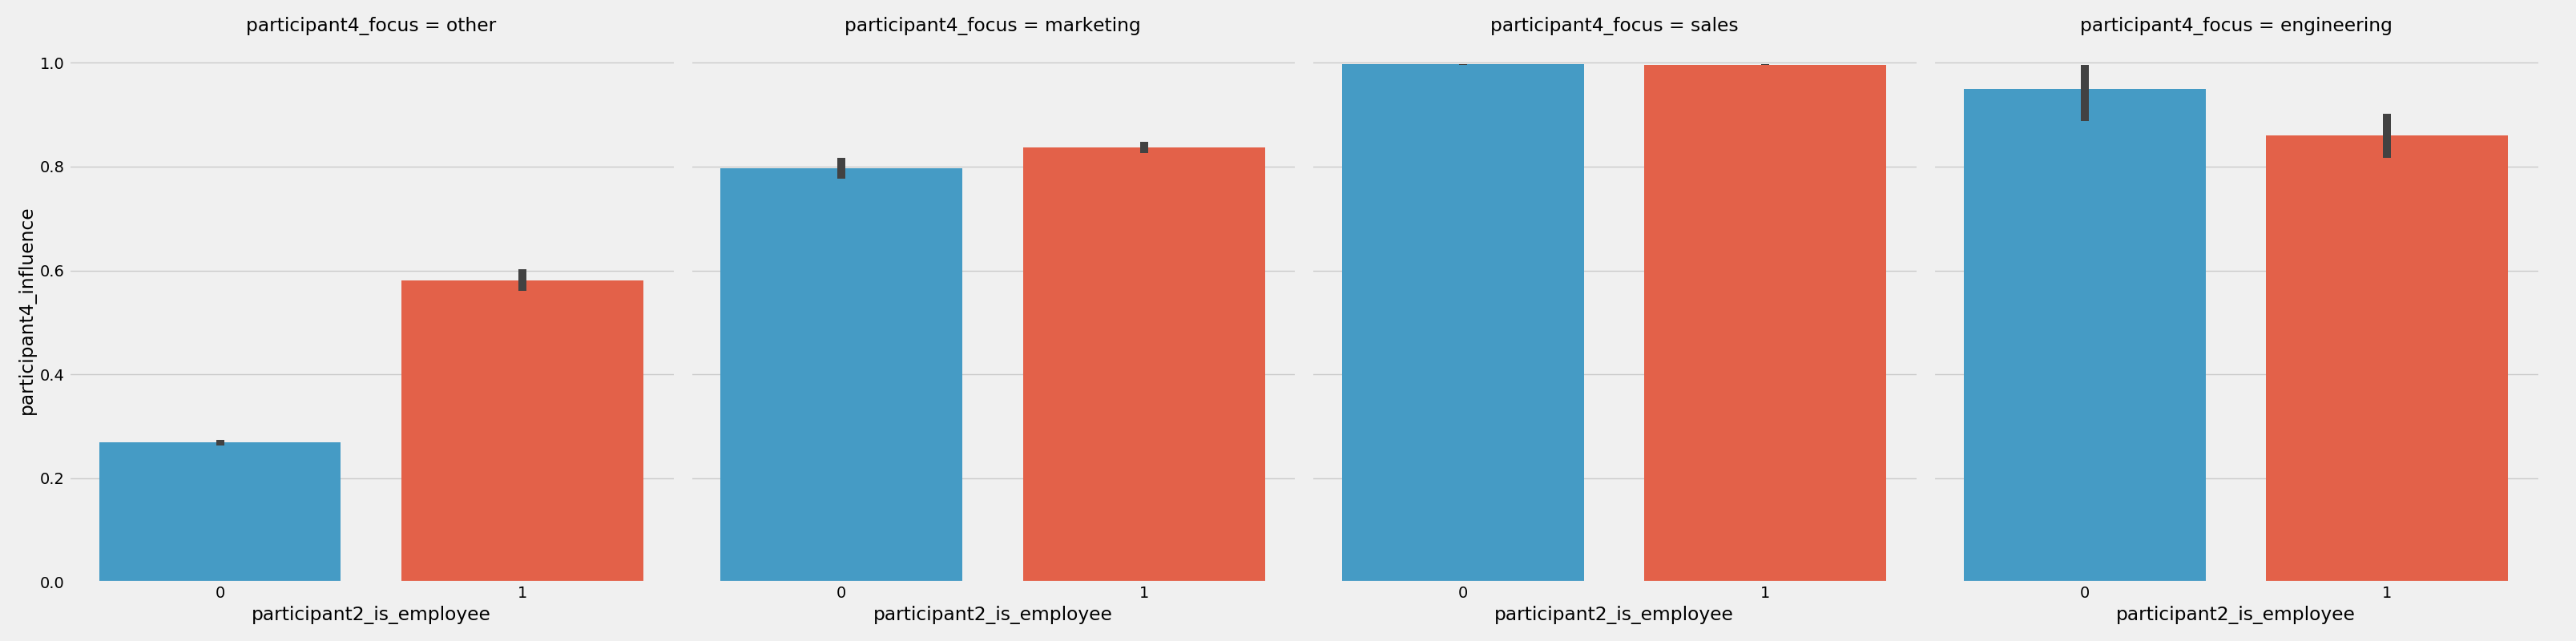 participant4_focus = other
participant4_focus = marketing
participant4_focus = sales
participant4_focus = engineering
participant4_influence
1.0
0.8
0.6
0.4
0.2
0.0
0 1
0 1
0 1
0 1
participant2_is_employee
participant2_is_employee
participant2_is_employee
participant2_is_employee